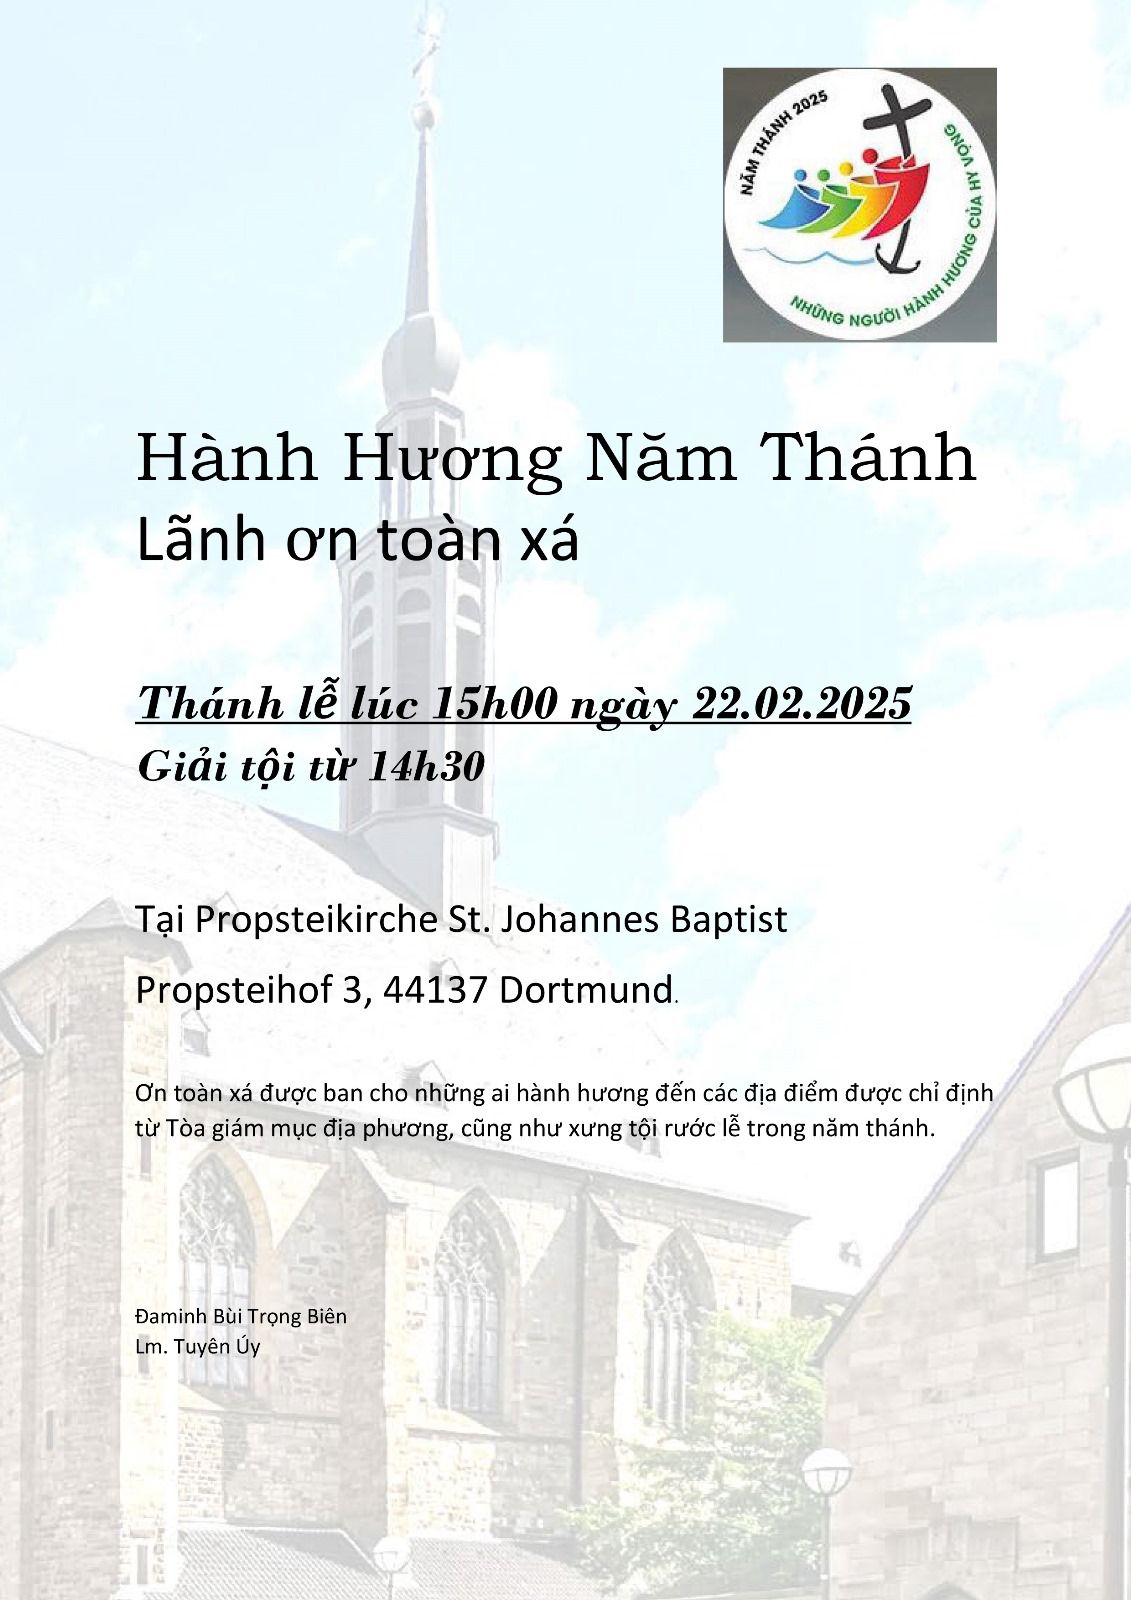 NĂM THÁNH 2025
NHỮNG NGƯỜI HÀNH HƯƠNG CỦA HY VỌNG
Hành Hương Năm Thánh
Lãnh ơn toàn xá
Thánh lễ lúc 15h00 ngày 22.02.2025
Giải tội từ 14h30
Tại Propsteikirche St. Johannes Baptist
Propsteihof 3, 44137 Dortmund.
Ơn toàn xá được ban cho những ai hành hương đến các địa điểm được chỉ định
từ Tòa giám mục địa phương, cũng như xưng tội rước lễ trong năm thánh.
Đaminh Bùi Trọng Biên
Lm. Tuyên Úy